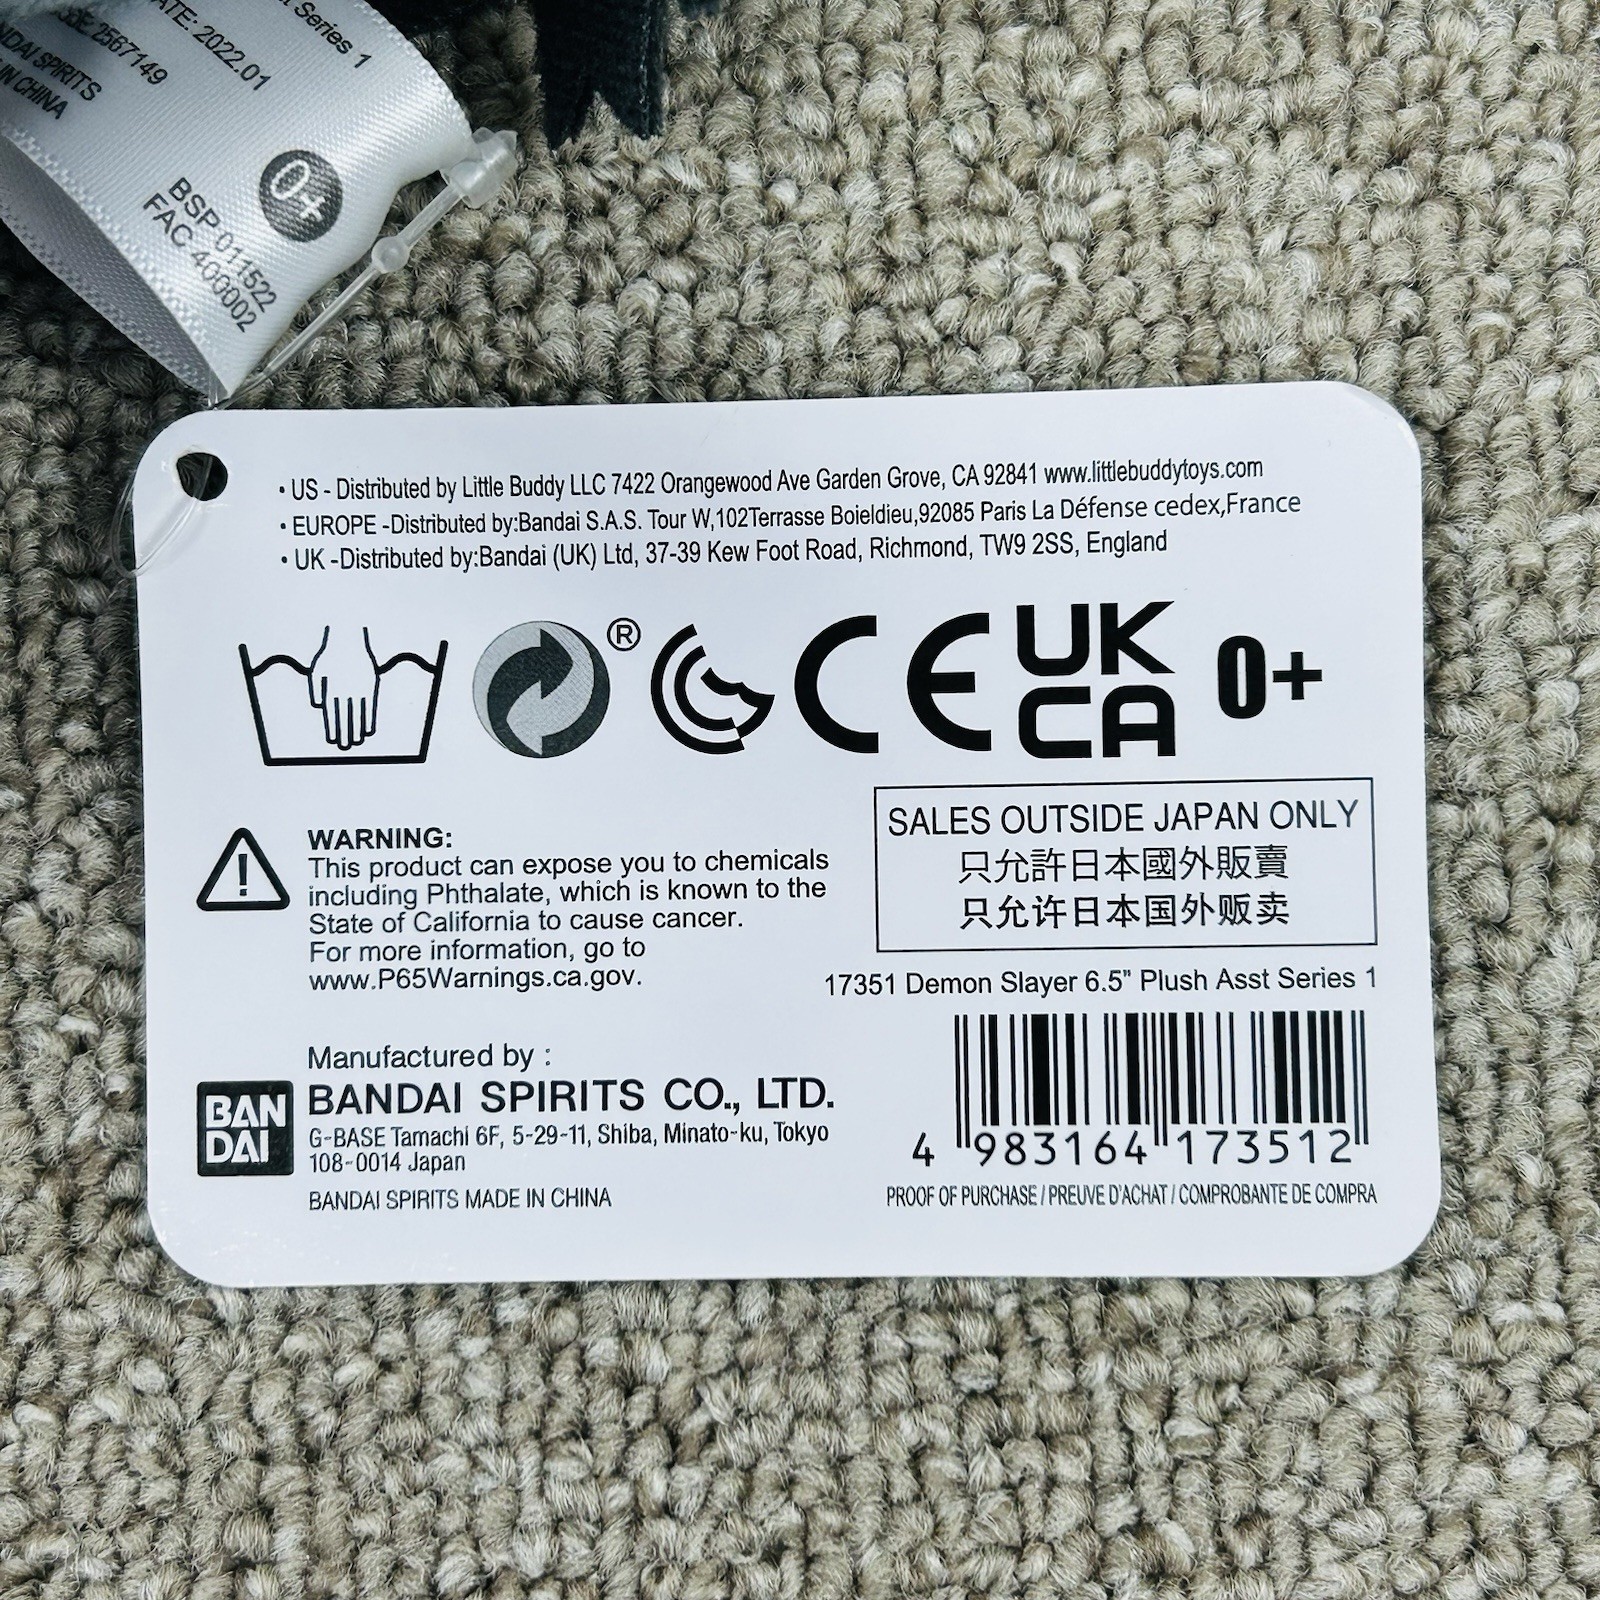 Series 1
DATE: 2022.01
2567149
BANDAI SPIRITS
IN CHINA
0+
BSP 011522
FAC 400002
• US - Distributed by Little Buddy LLC 7422 Orangewood Ave Garden Grove, CA 92841 www.littlebuddytoys.com
• EUROPE -Distributed by:Bandai S.A.S. Tour W,102Terrasse Boieldieu,92085 Paris La Défense cedex,France
• UK -Distributed by:Bandai (UK) Ltd, 37-39 Kew Foot Road, Richmond, TW9 2SS, England
® CE UK CA 0+
WARNING:
This product can expose you to chemicals
including Phthalate, which is known to the
State of California to cause cancer.
For more information, go to
www.P65Warnings.ca.gov.
SALES OUTSIDE JAPAN ONLY
只允許日本國外販賣
只允许日本国外贩卖
17351 Demon Slayer 6.5" Plush Asst Series 1
Manufactured by :
BAN
DAI
BANDAI SPIRITS CO., LTD.
G-BASE Tamachi 6F, 5-29-11, Shiba, Minato-ku, Tokyo
108-0014 Japan
BANDAI SPIRITS MADE IN CHINA
4 983164 173512
PROOF OF PURCHASE / PREUVE D'ACHAT / COMPROBANTE DE COMPRA